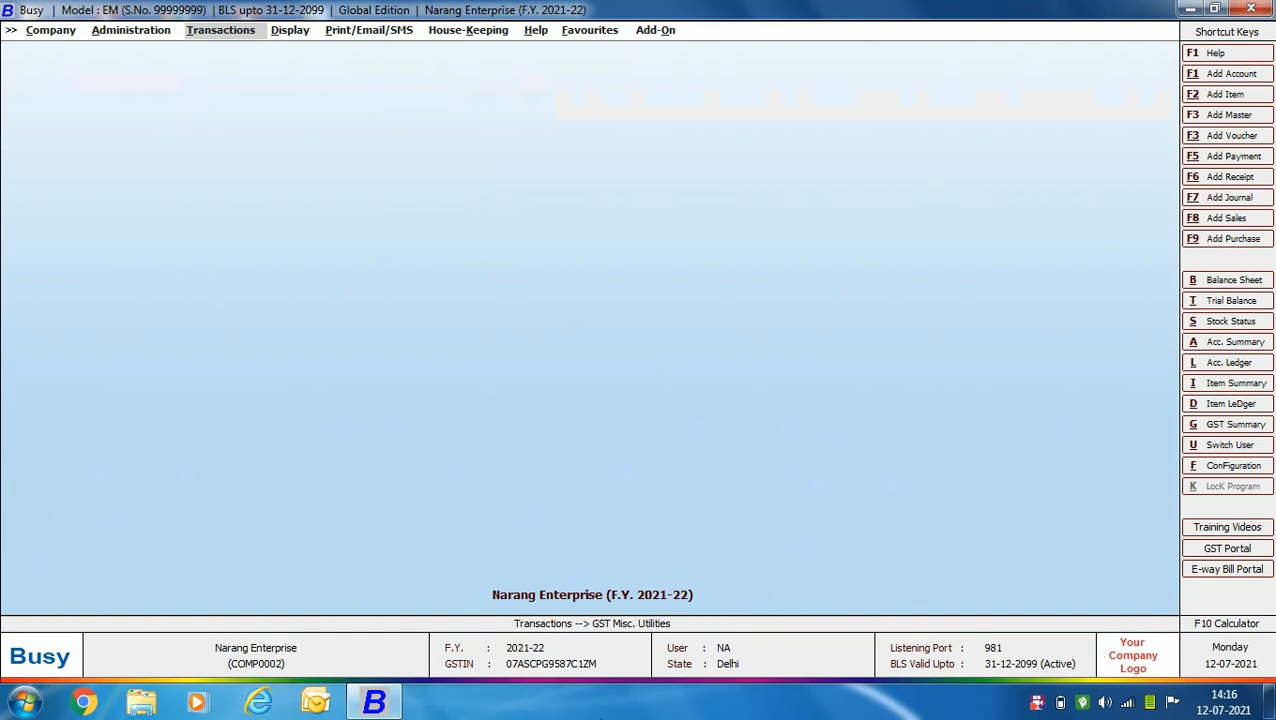 B Busy | Model : EM (S.No. 99999999) | BLS upto 31-12-2099 | Global Edition | Narang Enterprise (F.Y. 2021-22)
>> Company Administration Transactions Display Print/Email/SMS House-Keeping Help Favourites Add-On
Shortcut Keys
F1 Help
F1 Add Account
F2 Add Item
F3 Add Master
F3 Add Voucher
F5 Add Payment
F6 Add Receipt
F7 Add Journal
F8 Add Sales
F9 Add Purchase
B Balance Sheet
T Trial Balance
S Stock Status
A Acc. Summary
L Acc. Ledger
I Item Summary
D Item LeDger
G GST Summary
U Switch User
F ConFiguration
K LocK Program
Training Videos
GST Portal
E-way Bill Portal
Narang Enterprise (F.Y. 2021-22)
Transactions --> GST Misc. Utilities
F10 Calculator
Busy
Narang Enterprise
(COMP0002)
F.Y. : 2021-22
GSTIN : 07ASCPG9587C1ZM
User : NA
State : Delhi
Listening Port : 981
BLS Valid Upto : 31-12-2099 (Active)
Your
Company
Logo
Monday
12-07-2021
B
14:16
12-07-2021